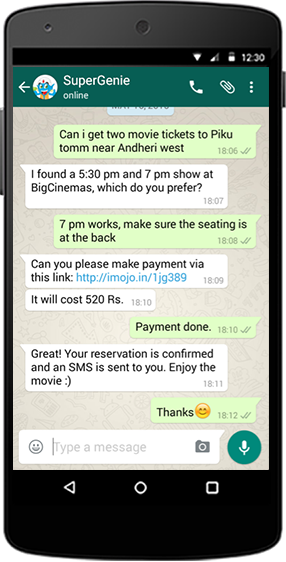 12:30
SuperGenie
online
Can i get two movie tickets to Piku
tomm near Andheri west
18:06
I found a 5:30 pm and 7 pm show at
BigCinemas, which do you prefer?
18:07
7 pm works, make sure the seating is
at the back
18:08
Can you please make payment via
this link: http://imojo.in/1jg389
18:09
It will cost 520 Rs.
18:10
Payment done.
18:10
Great! Your reservation is confirmed
and an SMS is sent to you. Enjoy the
movie :)
18:11
Thanks😊
18:12
Type a message